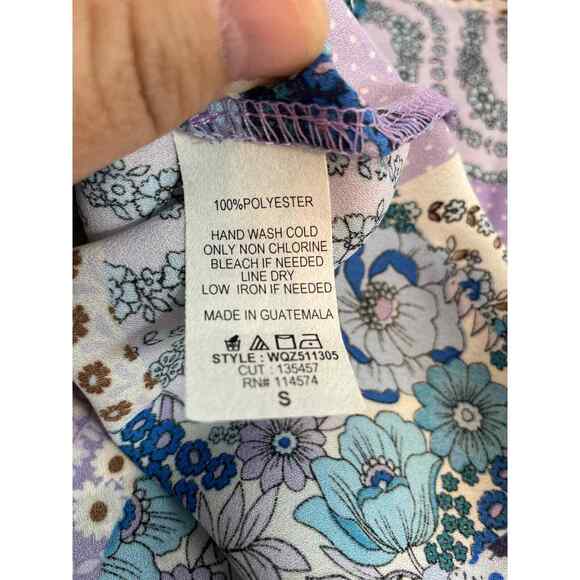 100%POLYESTER
HAND WASH COLD
ONLY NON CHLORINE
BLEACH IF NEEDED
LINE DRY
LOW IRON IF NEEDED
MADE IN GUATEMALA
STYLE : WQZ511305
CUT : 135457
RN# 114574
S